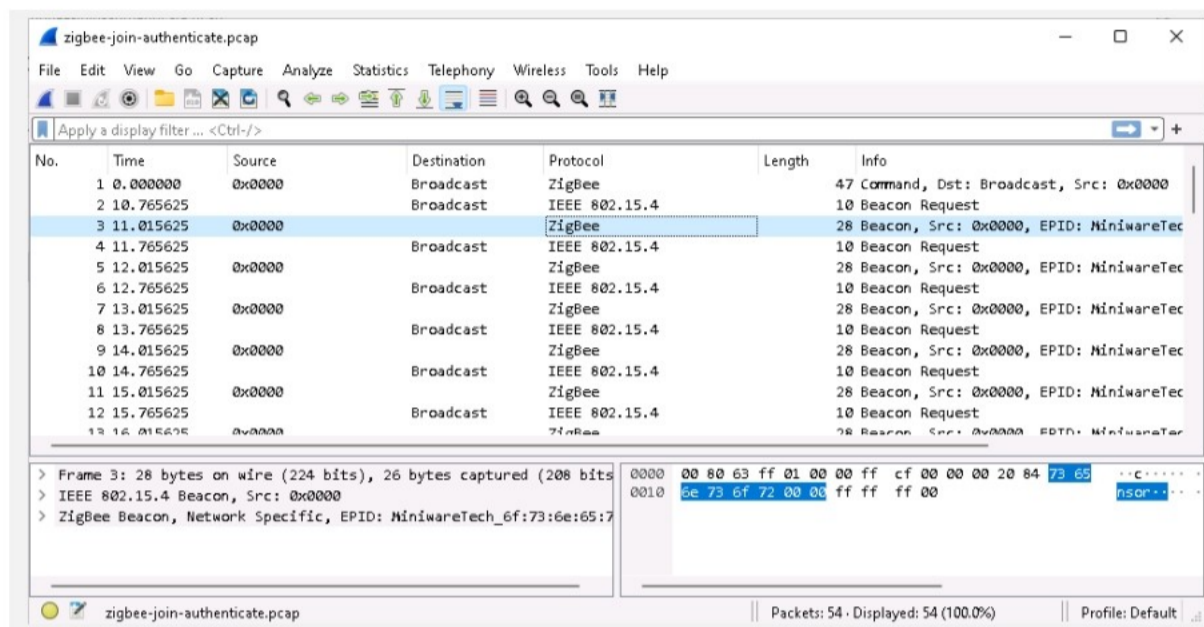 zigbee-join-authenticate.pcap
File Edit View Go Capture Analyze Statistics Telephony Wireless Tools Help
Apply a display filter ... <Ctrl-/>
No. Time Source Destination Protocol Length Info
1 0.000000 0x0000 Broadcast ZigBee 47 Command, Dst: Broadcast, Src: 0x0000
2 10.765625 Broadcast IEEE 802.15.4 10 Beacon Request
3 11.015625 0x0000 ZigBee 28 Beacon, Src: 0x0000, EPID: MiniwareTec
4 11.765625 Broadcast IEEE 802.15.4 10 Beacon Request
5 12.015625 0x0000 ZigBee 28 Beacon, Src: 0x0000, EPID: MiniwareTec
6 12.765625 Broadcast IEEE 802.15.4 10 Beacon Request
7 13.015625 0x0000 ZigBee 28 Beacon, Src: 0x0000, EPID: MiniwareTec
8 13.765625 Broadcast IEEE 802.15.4 10 Beacon Request
9 14.015625 0x0000 ZigBee 28 Beacon, Src: 0x0000, EPID: MiniwareTec
10 14.765625 Broadcast IEEE 802.15.4 10 Beacon Request
11 15.015625 0x0000 ZigBee 28 Beacon, Src: 0x0000, EPID: MiniwareTec
12 15.765625 Broadcast IEEE 802.15.4 10 Beacon Request
13 16.015625 0x0000 ZigBee 28 Beacon, Src: 0x0000, EPID: MiniwareTec
> Frame 3: 28 bytes on wire (224 bits), 26 bytes captured (208 bits
> IEEE 802.15.4 Beacon, Src: 0x0000
> ZigBee Beacon, Network Specific, EPID: MiniwareTech_6f:73:6e:65:7
0000 00 80 63 ff 01 00 00 ff cf 00 00 00 20 84 73 65 ··c·····
0010 6e 73 6f 72 00 00 ff ff ff 00 nsor··
zigbee-join-authenticate.pcap Packets: 54 · Displayed: 54 (100.0%) Profile: Default